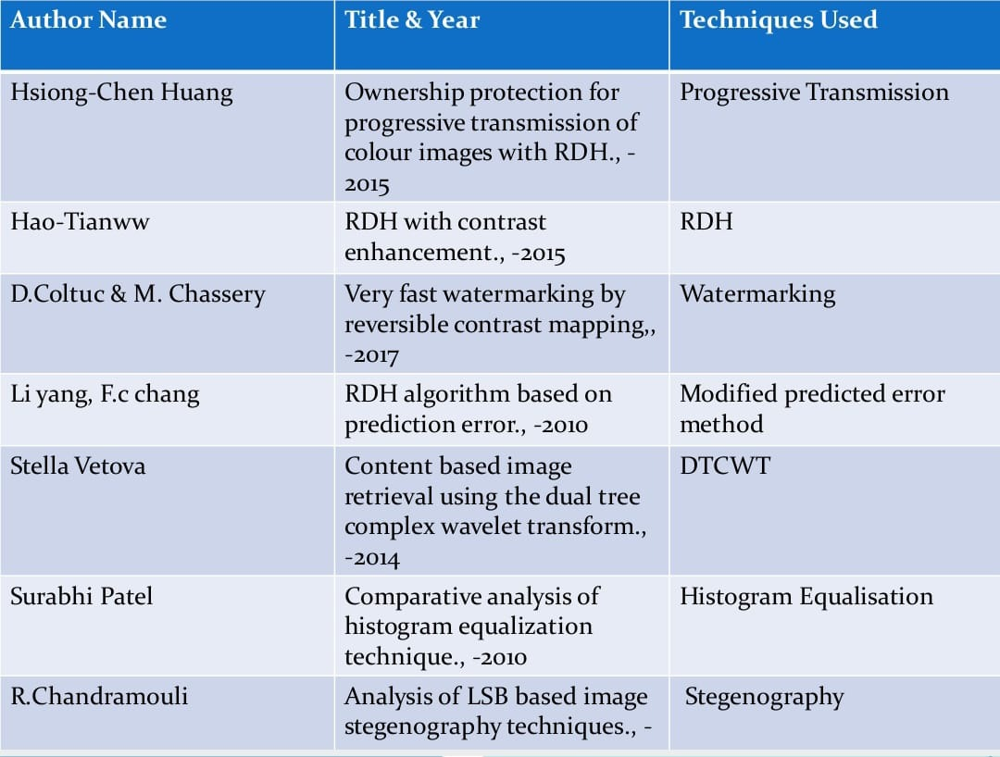 Author Name
Title & Year
Techniques Used
Hsiong-Chen Huang
Ownership protection for
progressive transmission of
colour images with RDH., -
2015
Progressive Transmission
Hao-Tianww
RDH with contrast
enhancement., -2015
RDH
D.Coltuc & M. Chassery
Very fast watermarking by
reversible contrast mapping,,
-2017
Watermarking
Li yang, F.c chang
RDH algorithm based on
prediction error., -2010
Modified predicted error
method
Stella Vetova
Content based image
retrieval using the dual tree
complex wavelet transform.,
-2014
DTCWT
Surabhi Patel
Comparative analysis of
histogram equalization
technique., -2010
Histogram Equalisation
R.Chandramouli
Analysis of LSB based image
stegenography techniques., -
Stegenography